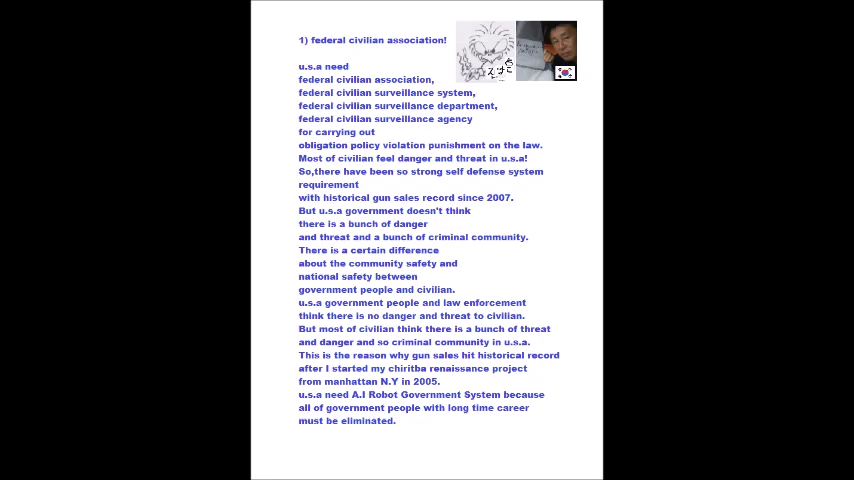 1) federal civilian association!
u.s.a need
federal civilian association,
federal civilian surveillance system,
federal civilian surveillance department,
federal civilian surveillance agency
for carrying out
obligation policy violation punishment on the law.
Most of civilian feel danger and threat in u.s.a!
So,there have been so strong self defense system
requirement
with historical gun sales record since 2007.
But u.s.a government doesn't think
there is a bunch of danger
and threat and a bunch of criminal community.
There is a certain difference
about the community safety and
national safety between
government people and civilian.
u.s.a government people and law enforcement
think there is no danger and threat to civilian.
But most of civilian think there is a bunch of threat
and danger and so criminal community in u.s.a.
This is the reason why gun sales hit historical record
after I started my chiritba renaissance project
from manhattan N.Y in 2005.
u.s.a need A.I Robot Government System because
all of government people with long time career
must be eliminated.